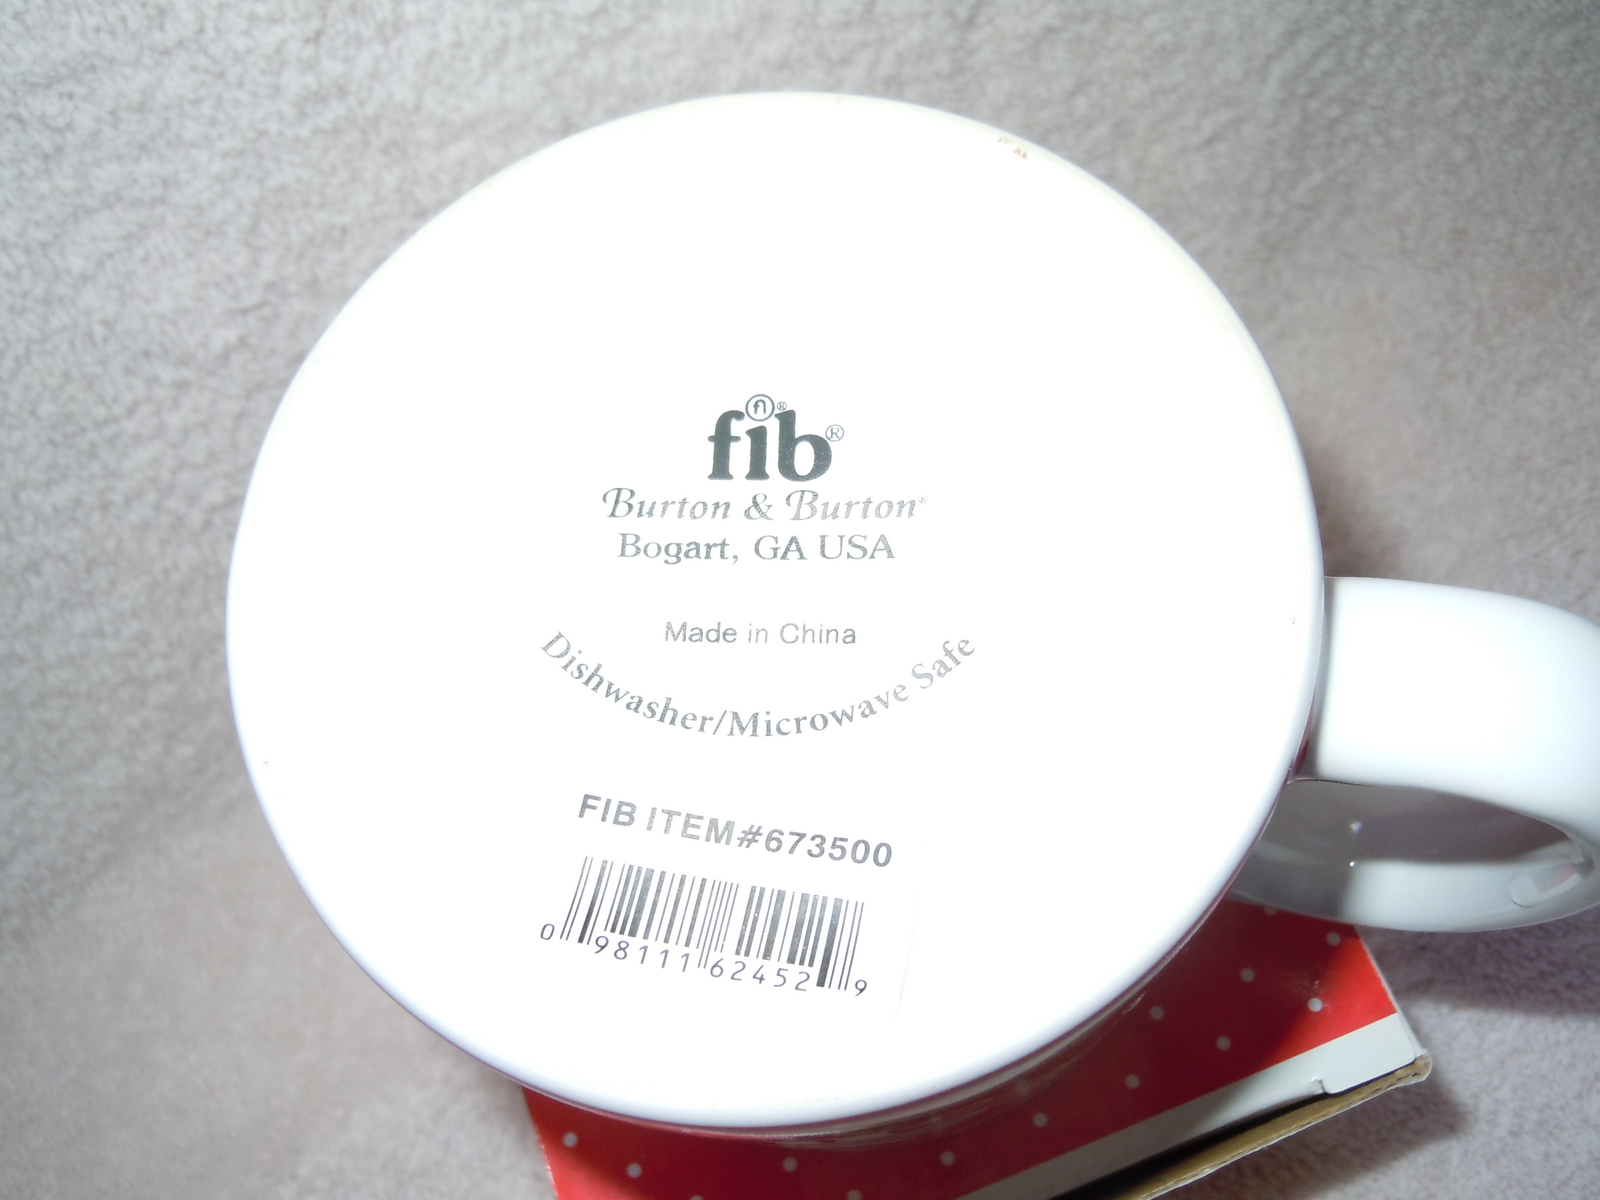 fi®
fib®
Burton & Burton®
Bogart, GA USA
Made in China
Dishwasher/Microwave Safe
FIB ITEM#673500
0 98111 62452 9